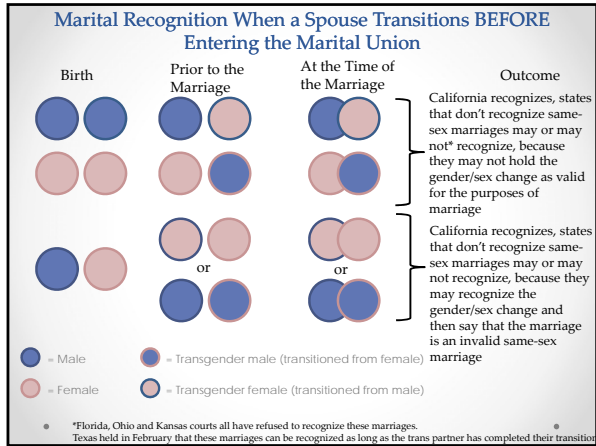 Marital Recognition When a Spouse Transitions BEFORE
Entering the Marital Union
Birth
Prior to the
Marriage
At the Time of
the Marriage
Outcome
California recognizes, states
that don't recognize same-
sex marriages may or may
not* recognize, because
they may not hold the
gender/sex change as valid
for the purposes of
marriage
or
or
California recognizes, states
that don't recognize same-
sex marriages may or may
not recognize, because they
may recognize the
gender/sex change and
then say that the marriage
is an invalid same-sex
marriage
= Male
= Transgender male (transitioned from female)
= Female
= Transgender female (transitioned from male)
*Florida, Ohio and Kansas courts all have refused to recognize these marriages.
Texas held in February that these marriages can be recognized as long as the trans partner has completed their transition